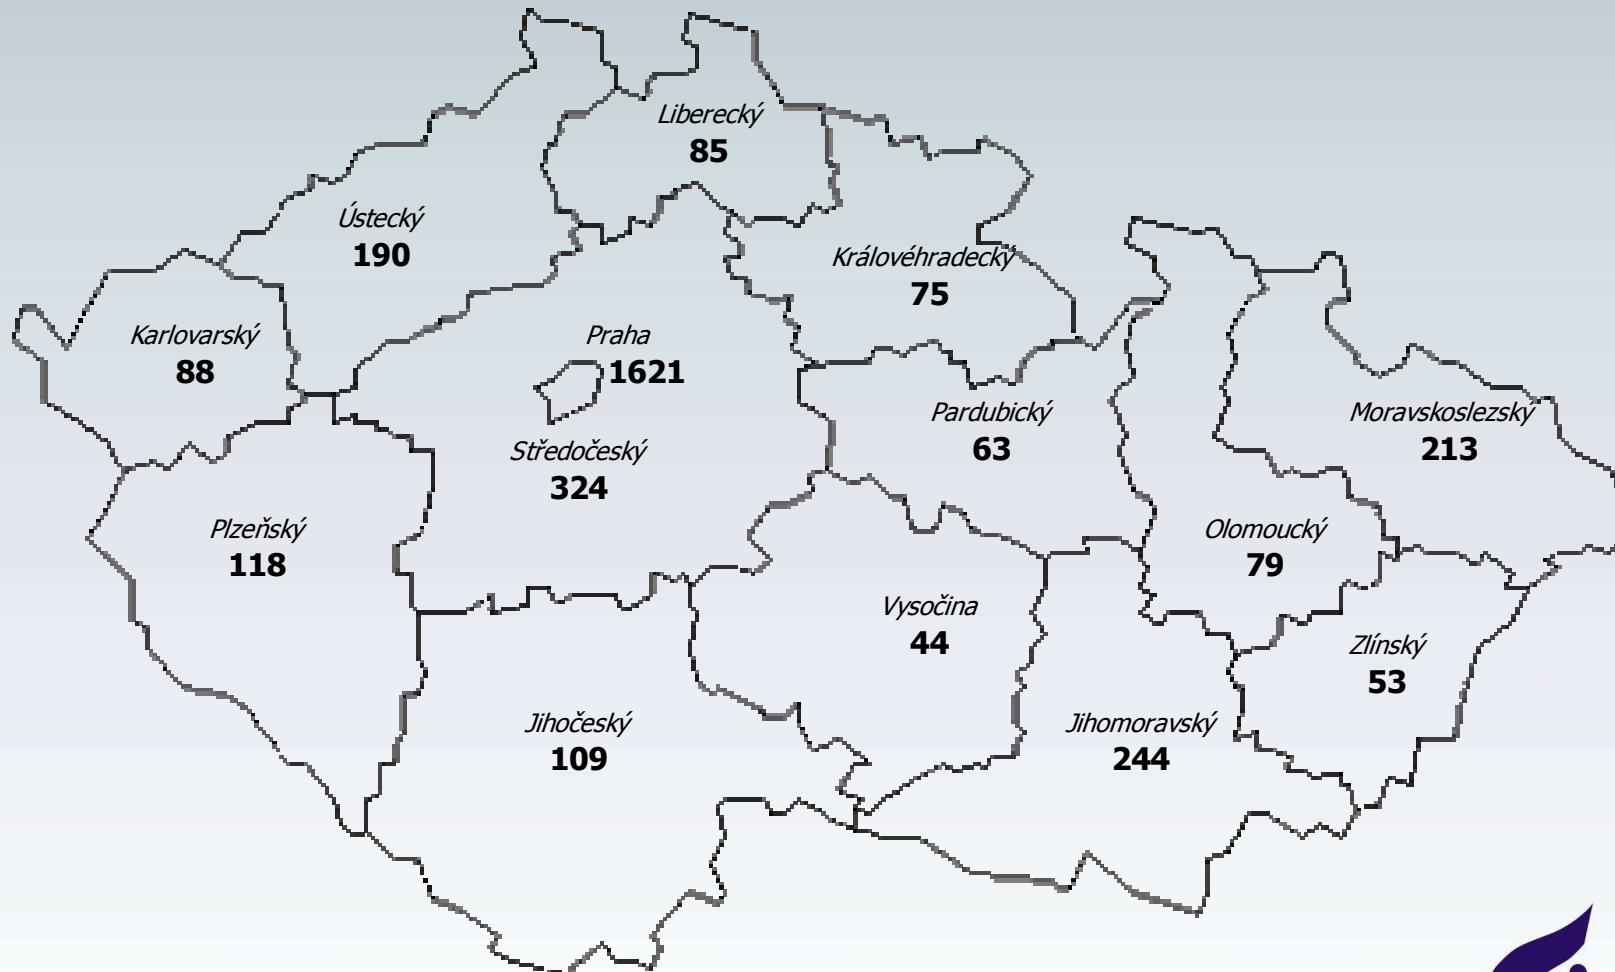 Liberecký
85
Ústecký
190
Královéhradecký
75
Karlovarský
88
Praha
1621
Pardubický
63
Moravskoslezský
213
Středočeský
324
Plzeňský
118
Olomoucký
79
Vysočina
44
Zlínský
53
Jihočeský
109
Jihomoravský
244